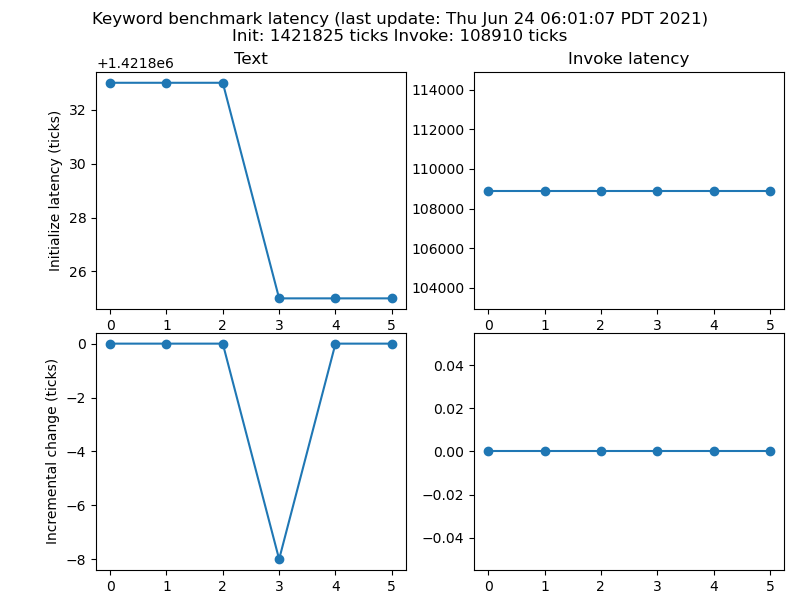 Keyword benchmark latency (last update: Thu Jun 24 06:01:07 PDT 2021)
Init: 1421825 ticks Invoke: 108910 ticks
+1.4218e6
Text
Initialize latency (ticks)
32
30
28
26
0 1 2 3 4 5
Invoke latency
114000
112000
110000
108000
106000
104000
0 1 2 3 4 5
Incremental change (ticks)
0
−2
−4
−6
−8
0 1 2 3 4 5
0.04
0.02
0.00
−0.02
−0.04
0 1 2 3 4 5